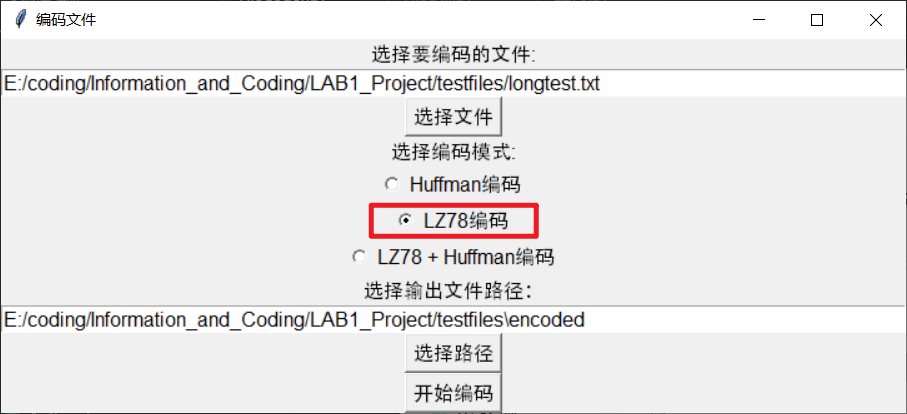 编码文件
选择要编码的文件:
E:/coding/Information_and_Coding/LAB1_Project/testfiles/longtest.txt
选择文件
选择编码模式:
Huffman编码
LZ78编码
LZ78 + Huffman编码
选择输出文件路径：
E:/coding/Information_and_Coding/LAB1_Project/testfiles\encoded
选择路径
开始编码